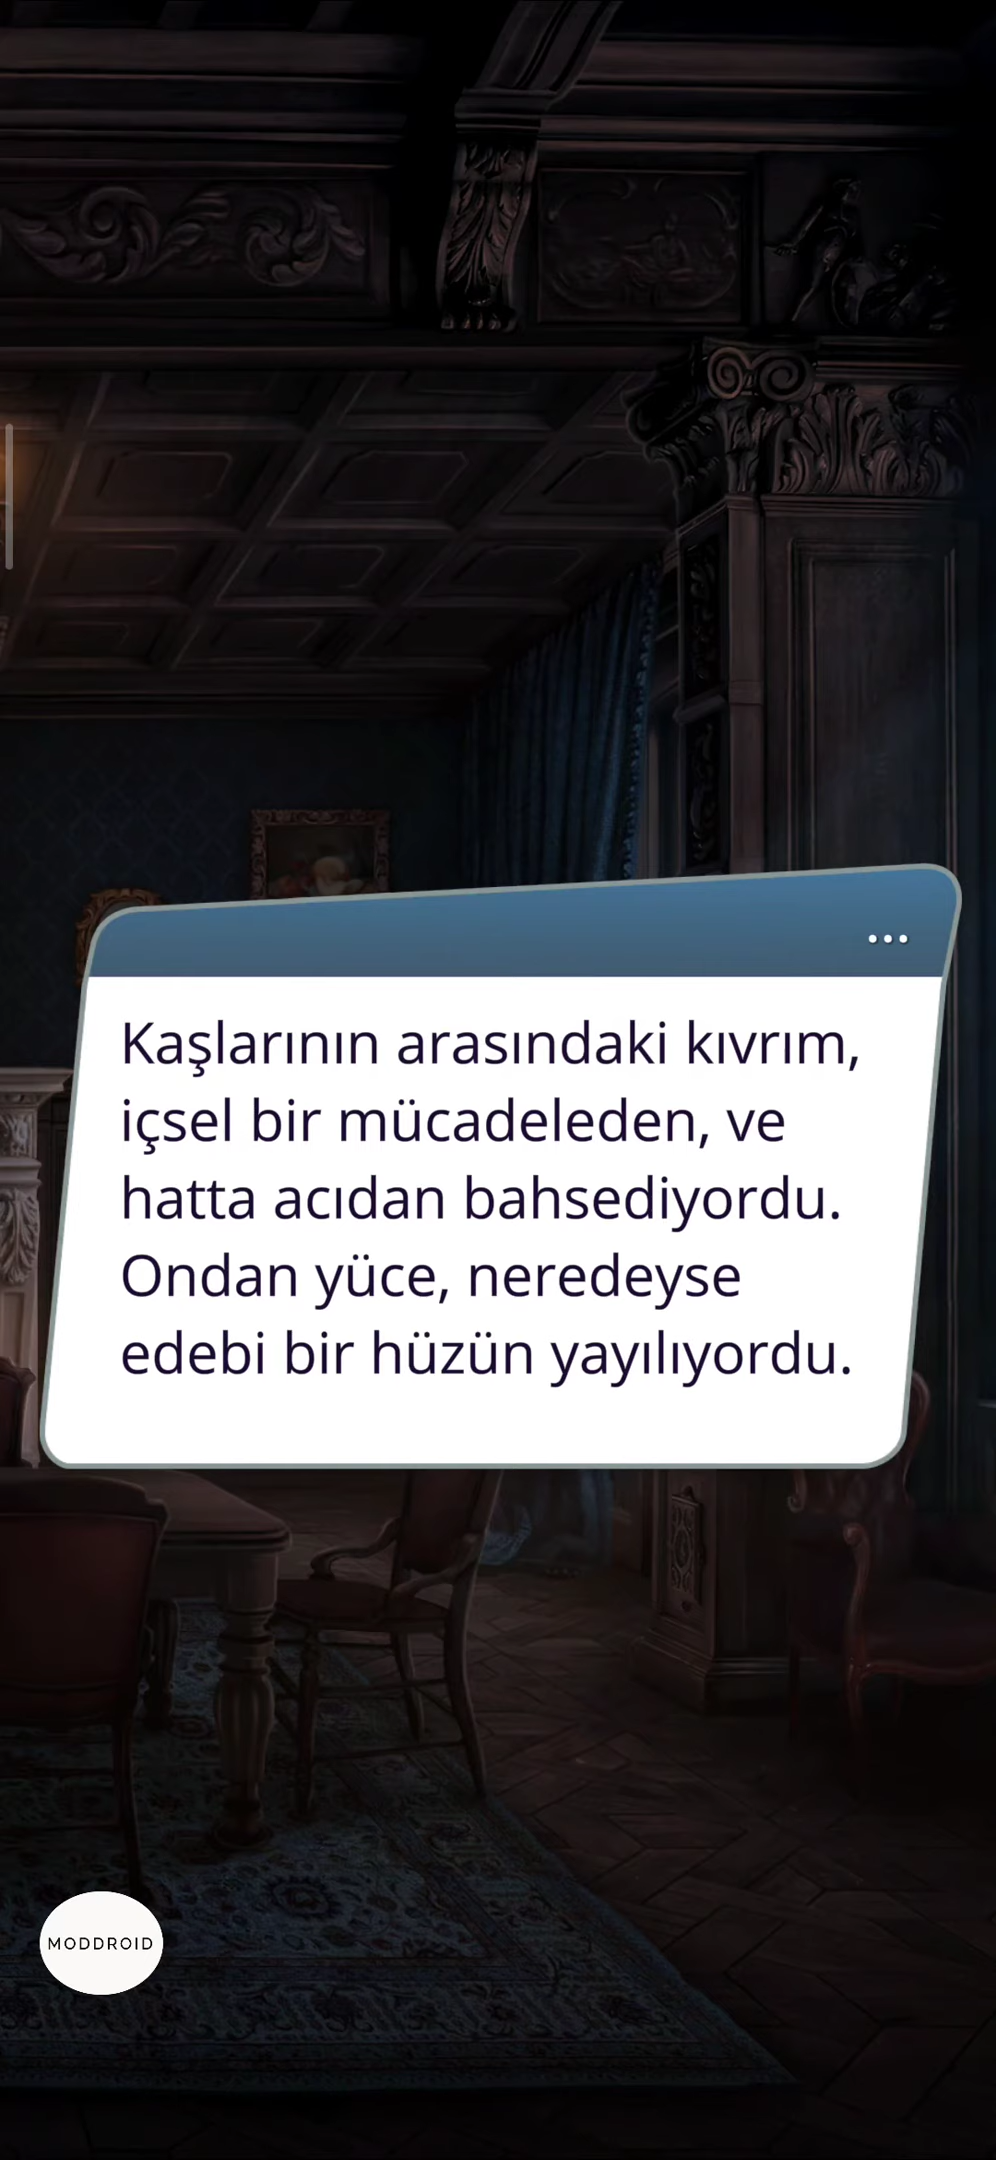 Kaşlarının arasındaki kıvrım,
içsel bir mücadeleden, ve
hatta acıdan bahsediyordu.
Ondan yüce, neredeyse
edebi bir hüzün yayılıyordu.
MODDROID